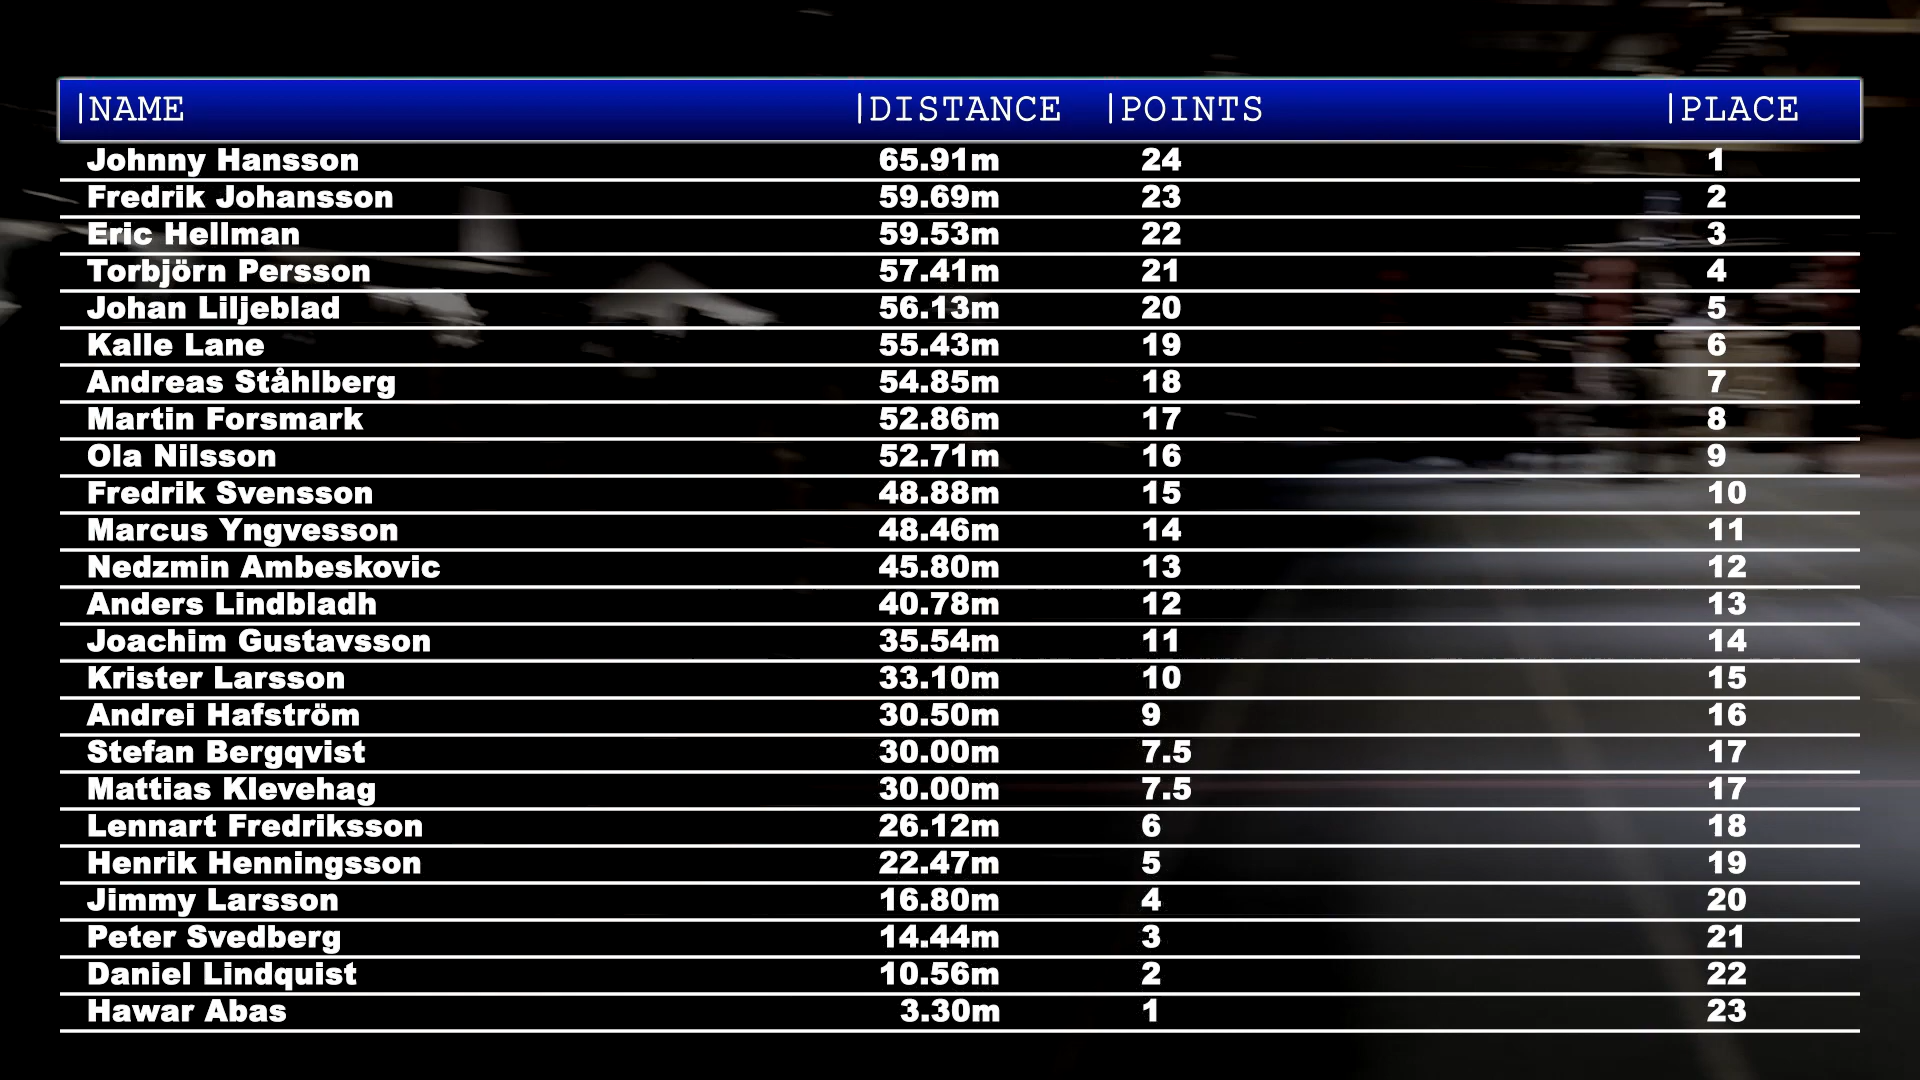 |NAME |DISTANCE |POINTS |PLACE
Johnny Hansson 65.91m 24 1
Fredrik Johansson 59.69m 23 2
Eric Hellman 59.53m 22 3
Torbjörn Persson 57.41m 21 4
Johan Liljeblad 56.13m 20 5
Kalle Lane 55.43m 19 6
Andreas Ståhlberg 54.85m 18 7
Martin Forsmark 52.86m 17 8
Ola Nilsson 52.71m 16 9
Fredrik Svensson 48.88m 15 10
Marcus Yngvesson 48.46m 14 11
Nedzmin Ambeskovic 45.80m 13 12
Anders Lindbladh 40.78m 12 13
Joachim Gustavsson 35.54m 11 14
Krister Larsson 33.10m 10 15
Andrei Hafström 30.50m 9 16
Stefan Bergqvist 30.00m 7.5 17
Mattias Klevehag 30.00m 7.5 17
Lennart Fredriksson 26.12m 6 18
Henrik Henningsson 22.47m 5 19
Jimmy Larsson 16.80m 4 20
Peter Svedberg 14.44m 3 21
Daniel Lindquist 10.56m 2 22
Hawar Abas 3.30m 1 23